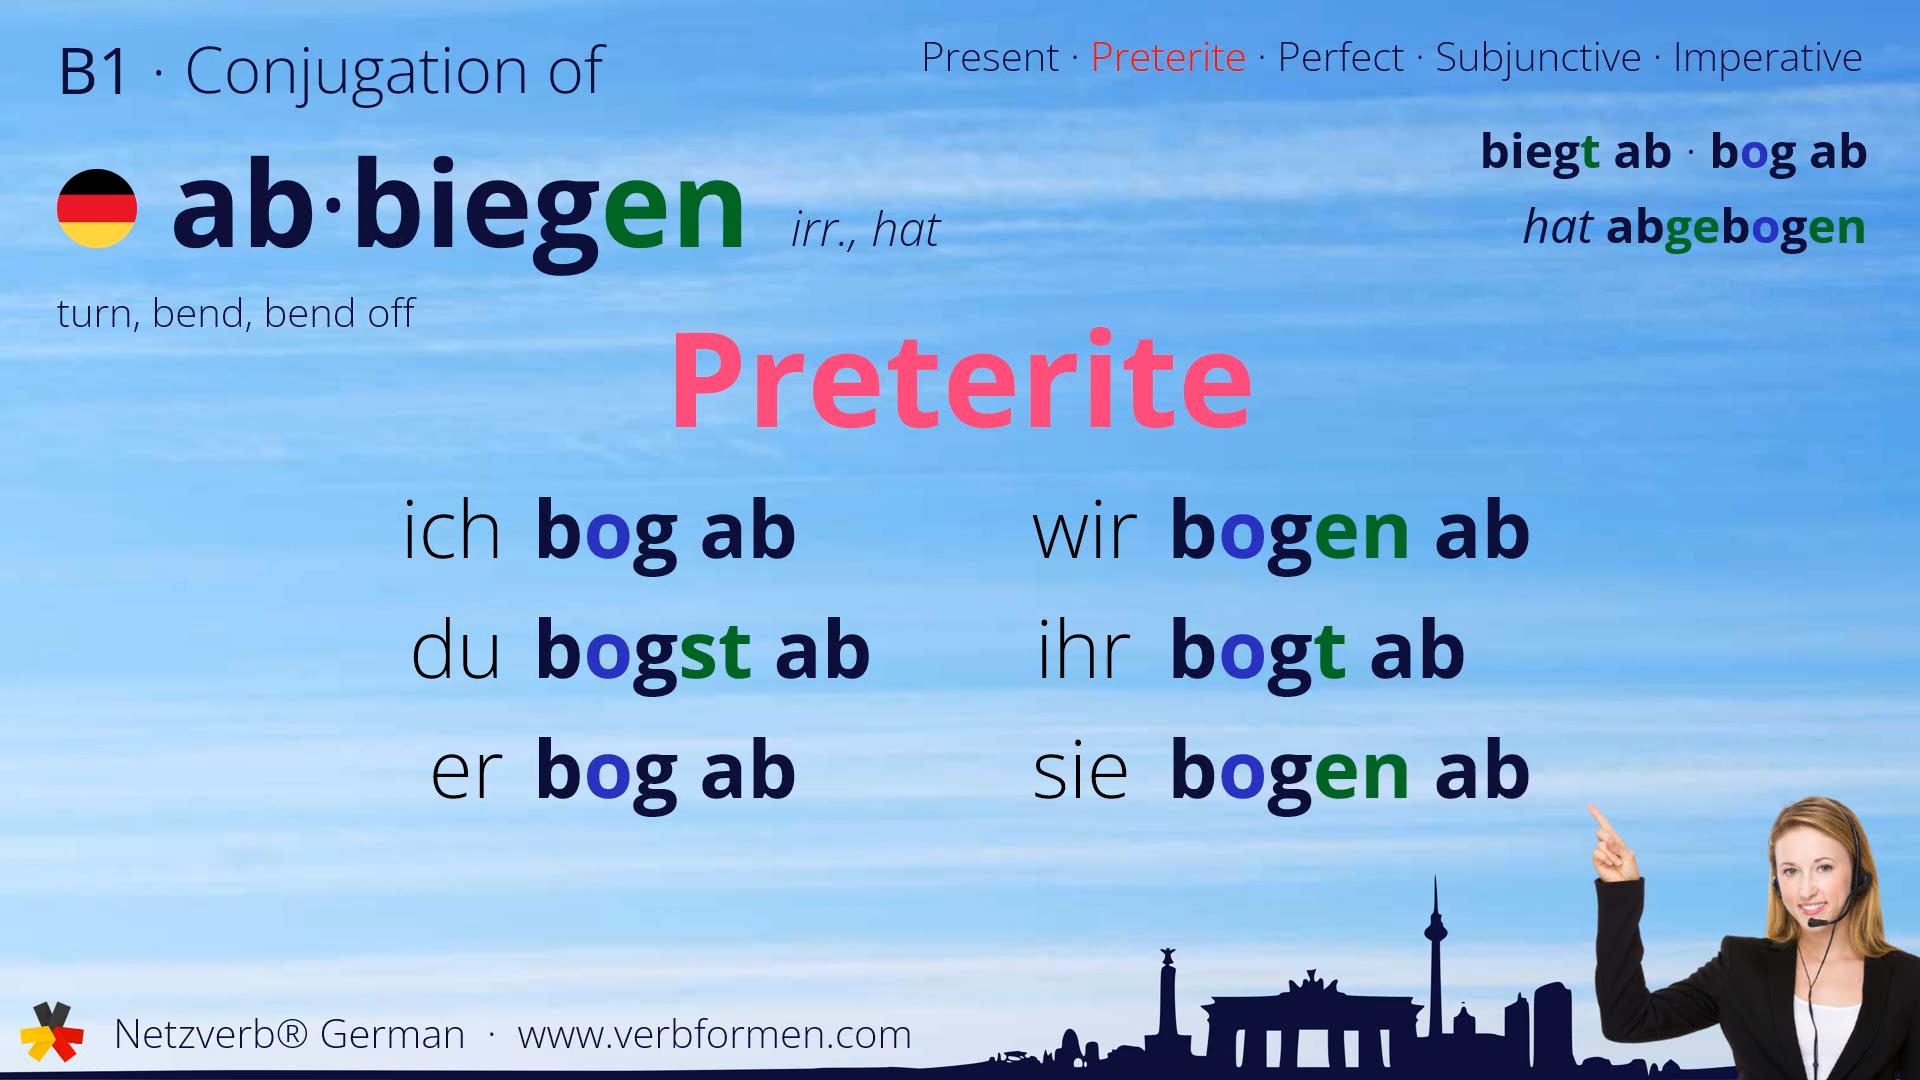 B1 · Conjugation of
Present · Preterite · Perfect · Subjunctive · Imperative
ab·biegen irr., hat
biegt ab · bog ab
hat abgebogen
turn, bend, bend off
Preterite
ich bog ab
du bogst ab
er bog ab
wir bogen ab
ihr bogt ab
sie bogen ab
Netzverb® German · www.verbformen.com